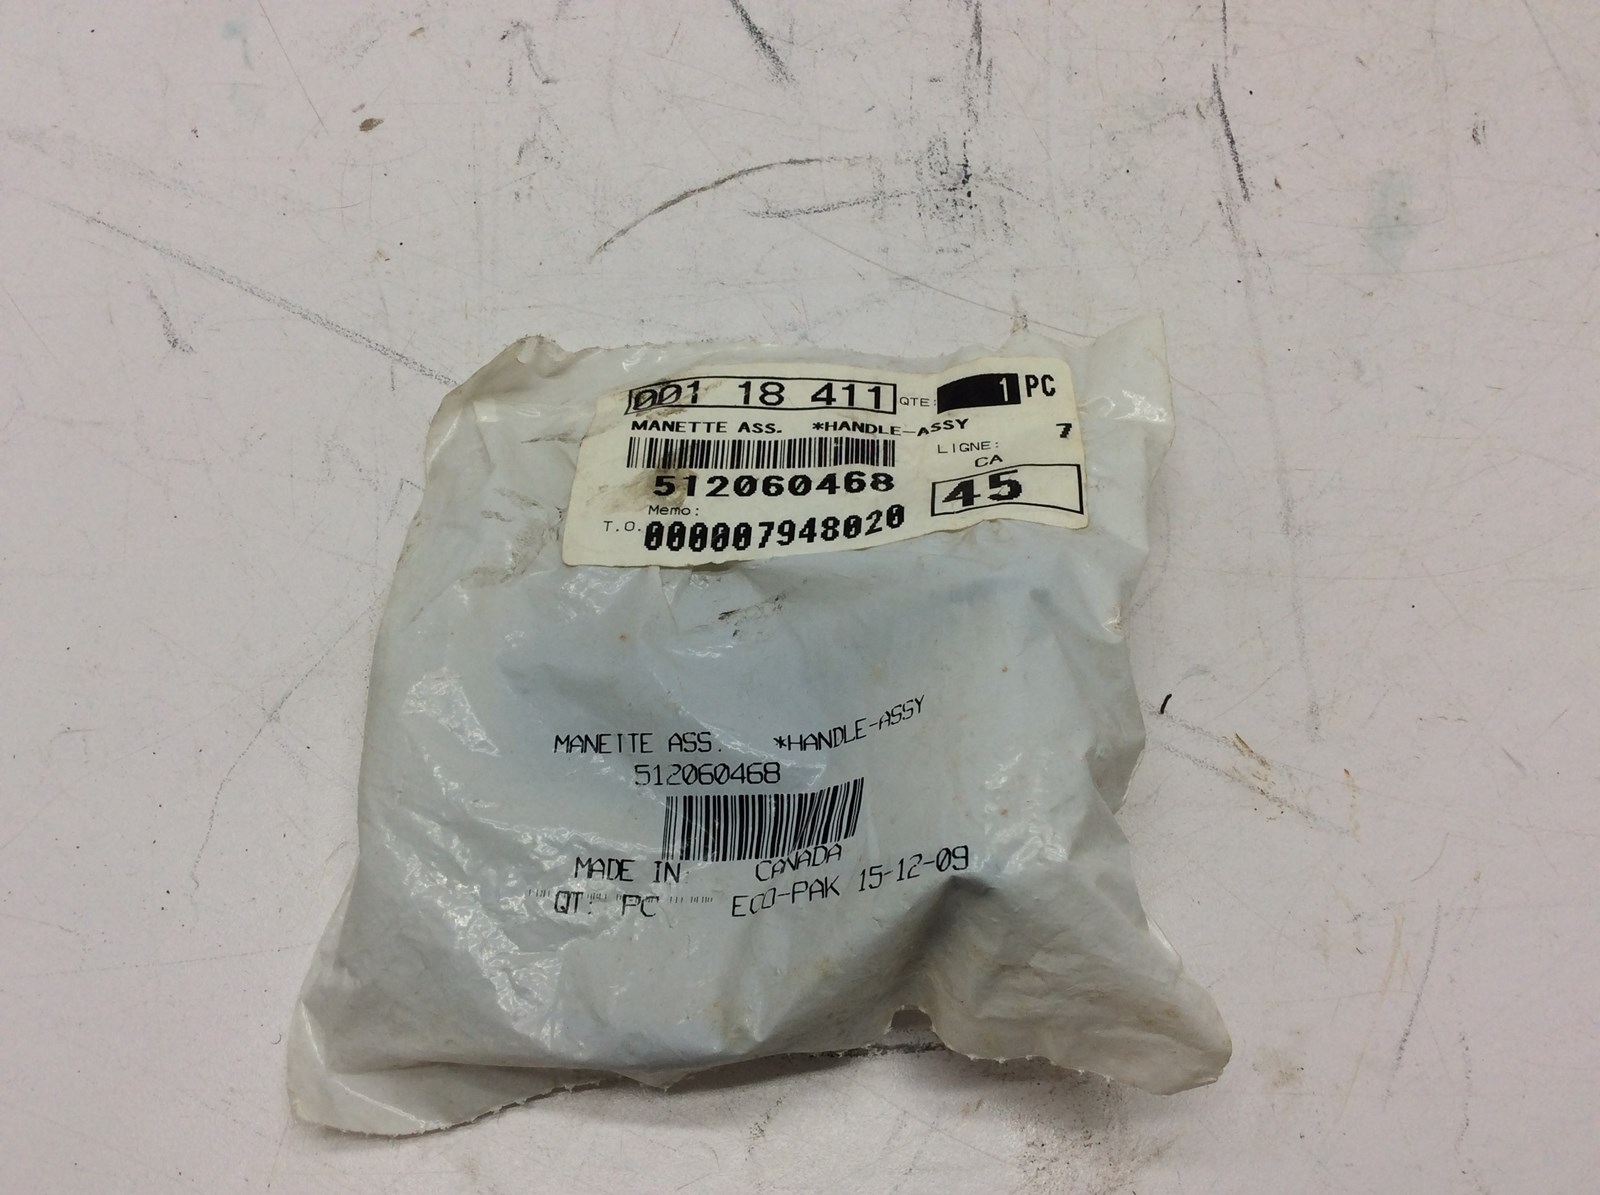 001 18 411 QTE: 1 PC
MANETTE ASS. *HANDLE-ASSY 7
LIGNE:
CA
512060468
45
Memo:
T.O. 000007948020
MANETTE ASS. *HANDLE-ASSY
512060468
MADE IN: CANADA
QT: PC ECO-PAK 15-12-09